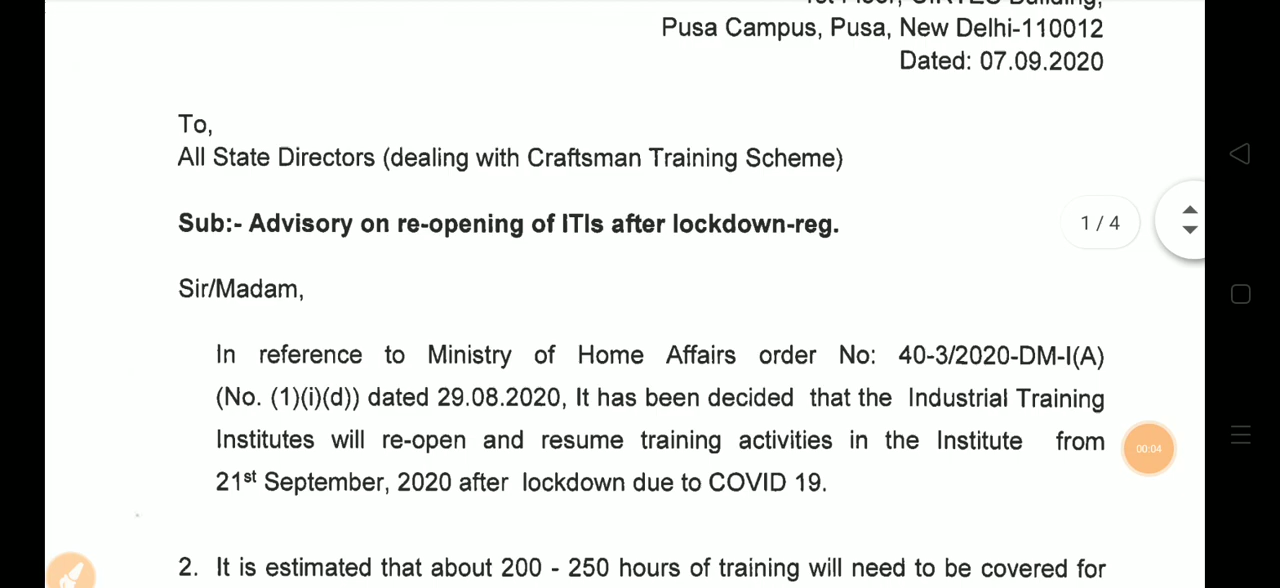 Pusa Campus, Pusa, New Delhi-110012
Dated: 07.09.2020
To,
All State Directors (dealing with Craftsman Training Scheme)
Sub:- Advisory on re-opening of ITIs after lockdown-reg.
1 / 4
Sir/Madam,
In reference to Ministry of Home Affairs order No: 40-3/2020-DM-I(A)
(No. (1)(i)(d)) dated 29.08.2020, It has been decided that the Industrial Training
Institutes will re-open and resume training activities in the Institute from
00:04
21st September, 2020 after lockdown due to COVID 19.
2. It is estimated that about 200 - 250 hours of training will need to be covered for